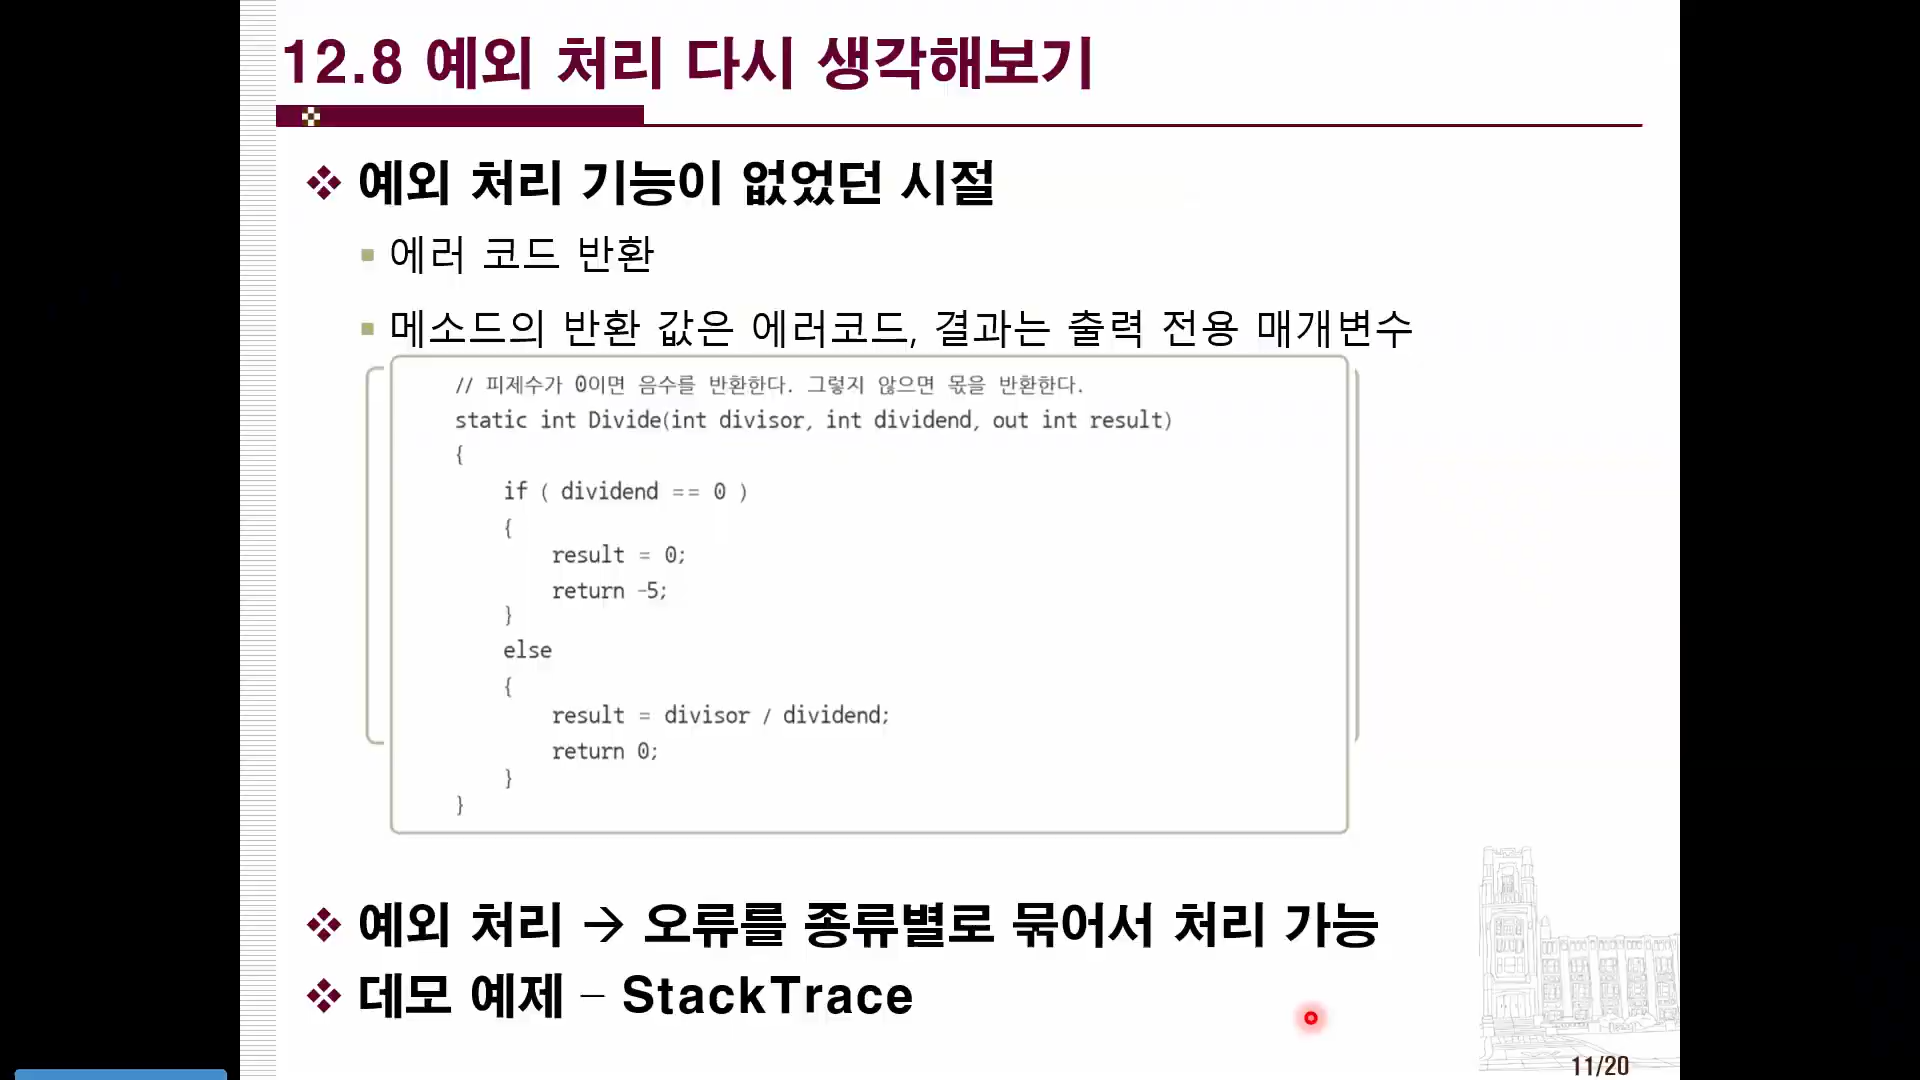 12.8 예외 처리 다시 생각해보기
예외 처리 기능이 없었던 시절
에러 코드 반환
메소드의 반환 값은 에러코드, 결과는 출력 전용 매개변수
// 피제수가 0이면 음수를 반환한다. 그렇지 않으면 몫을 반환한다.
static int Divide(int divisor, int dividend, out int result)
{
if ( dividend == 0 )
{
result = 0;
return -5;
}
else
{
result = divisor / dividend;
return 0;
}
}
예외 처리 → 오류를 종류별로 묶어서 처리 가능
데모 예제 – StackTrace
11/20